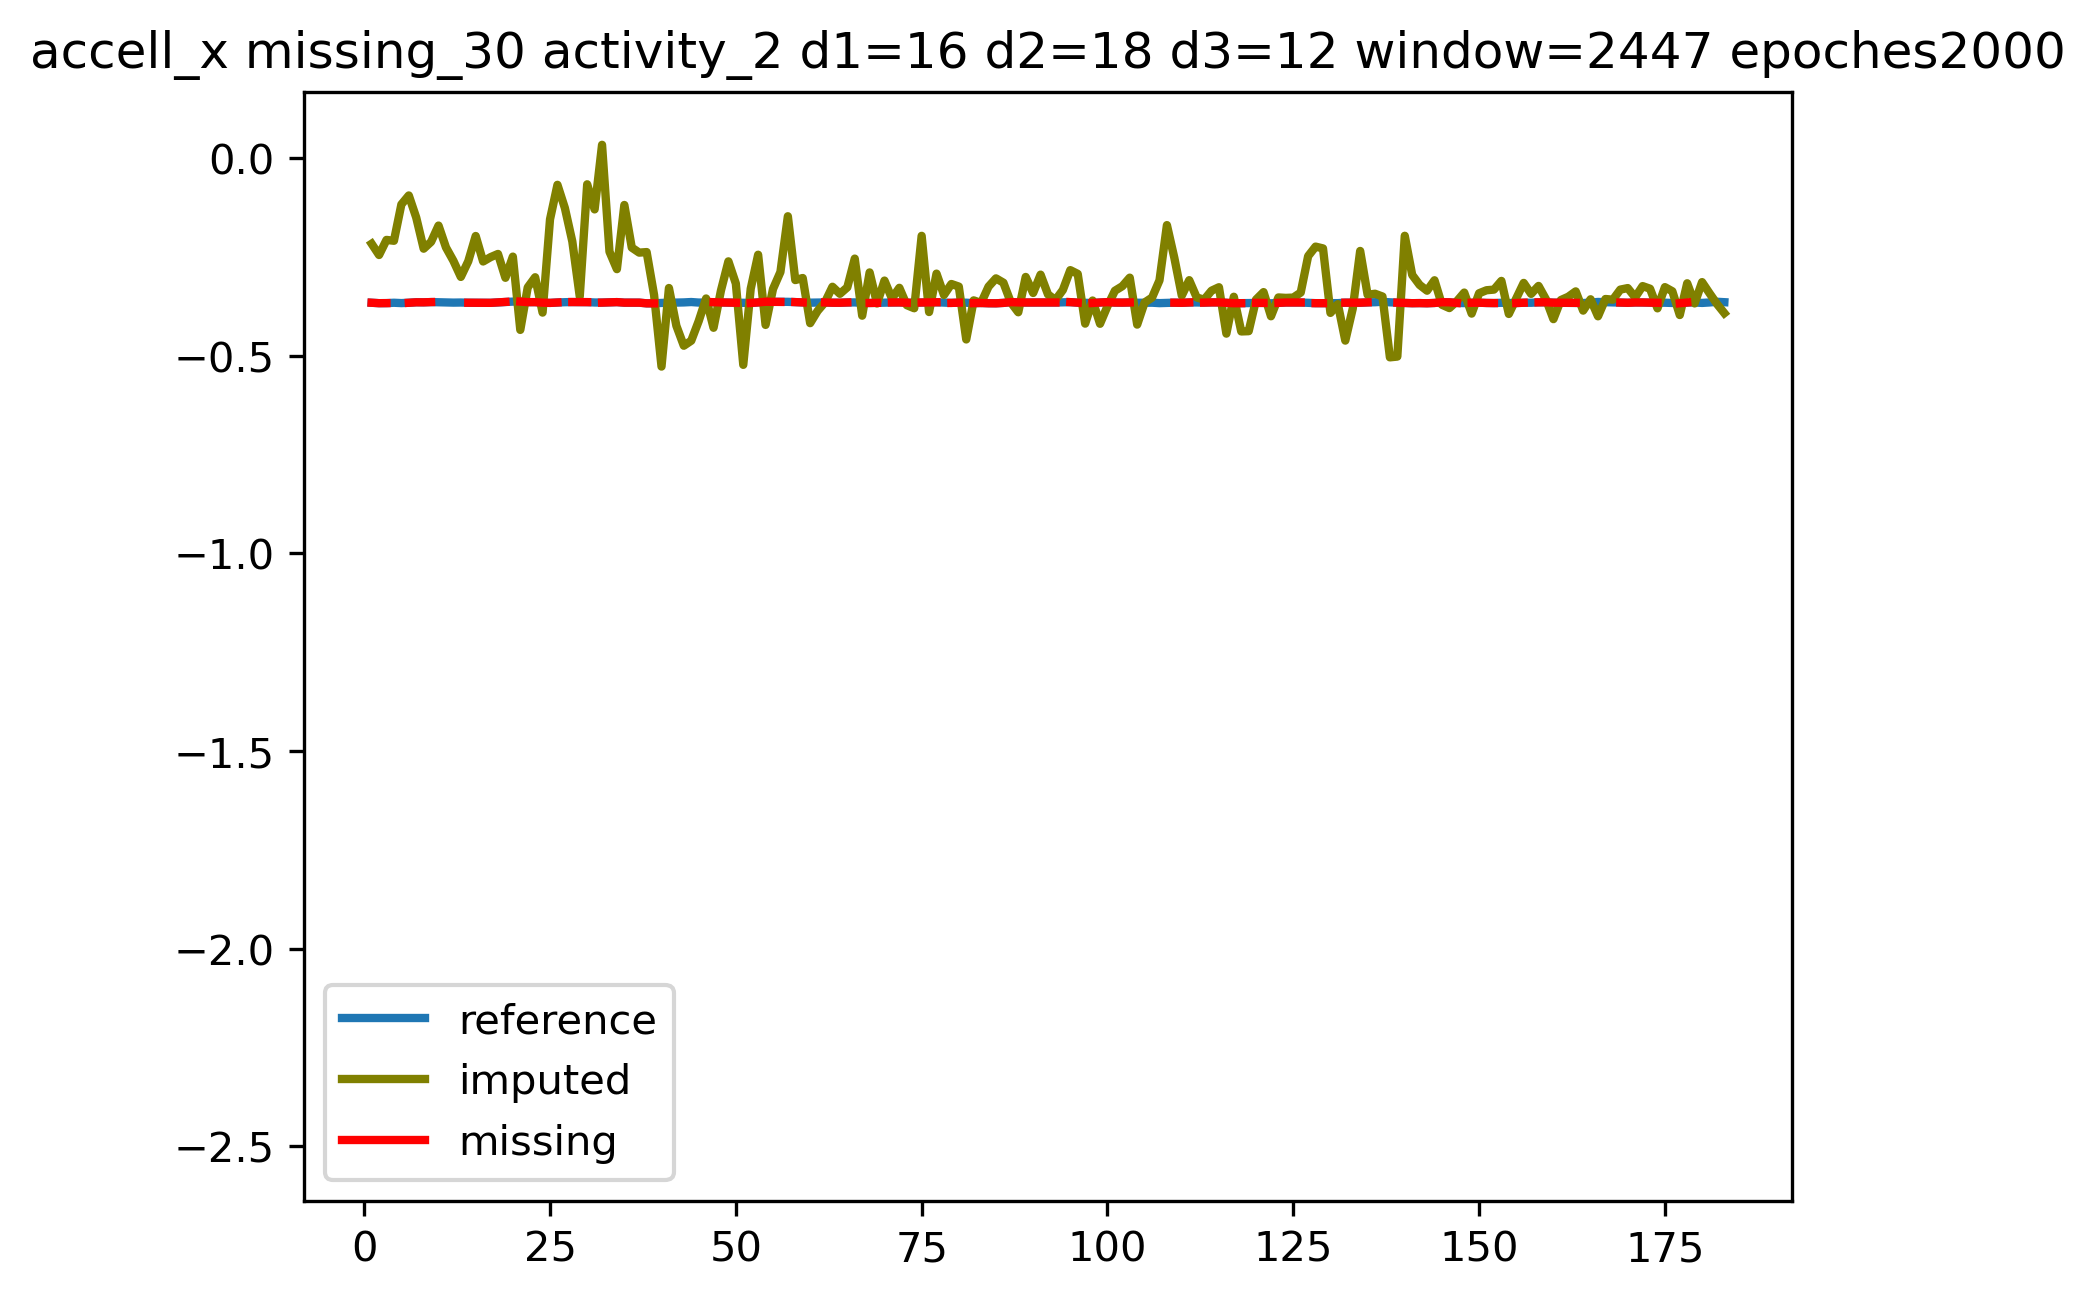 accell_x missing_30 activity_2 d1=16 d2=18 d3=12 window=2447 epoches2000
0.0
−0.5
−1.0
−1.5
−2.0
−2.5
reference
imputed
missing
0 25 50 75 100 125 150 175